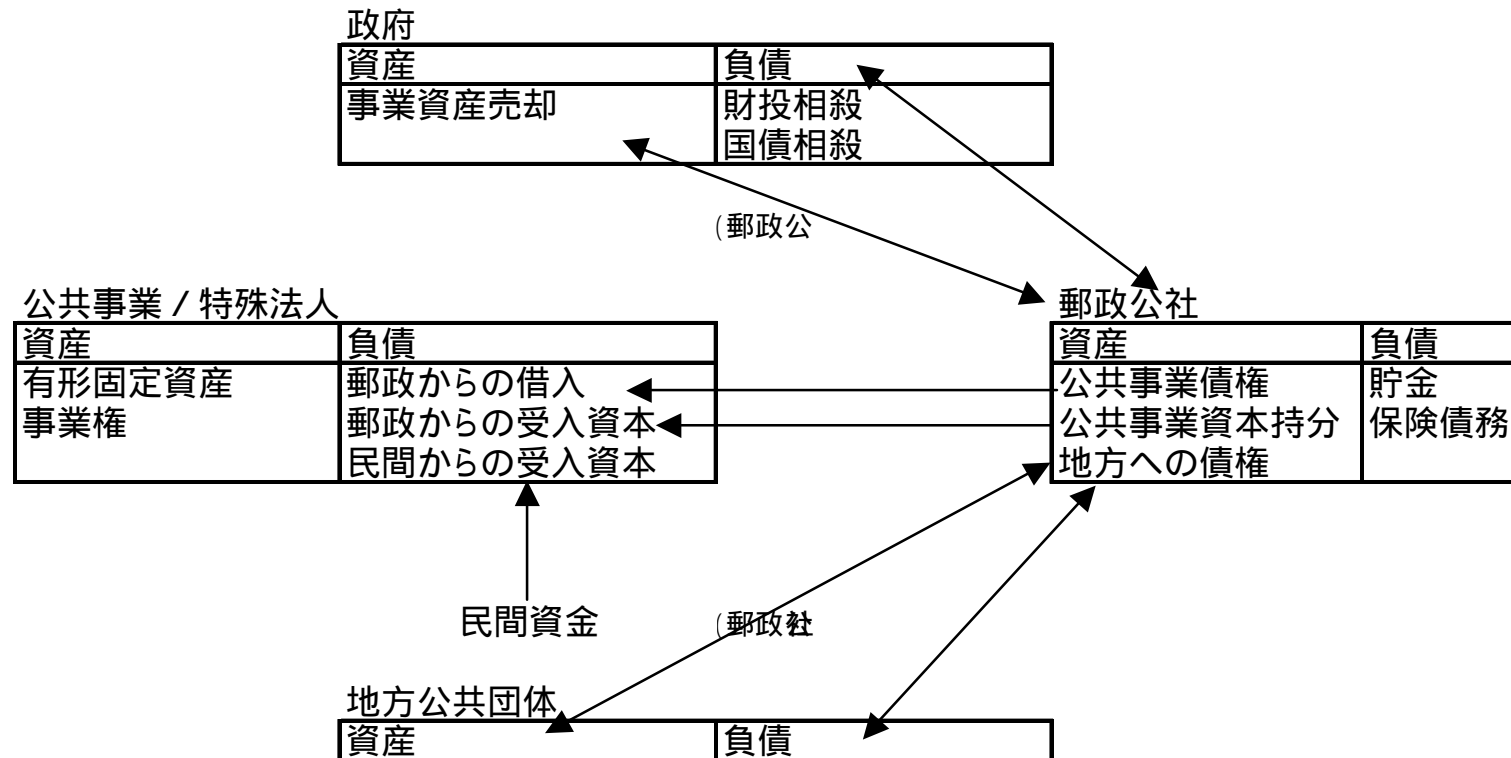 政府
資産 負債
事業資産売却 財投相殺
国債相殺
(郵政公
公共事業 / 特殊法人
資産 負債
有形固定資産 郵政からの借入
事業権 郵政からの受入資本
民間からの受入資本
郵政公社
資産 負債
公共事業債権 貯金
公共事業資本持分 保険債務
地方への債権
民間資金
(郵政
地方公共団体
資産 負債